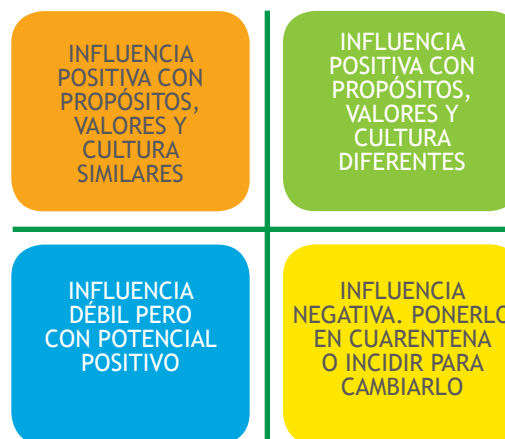 INFLUENCIA
POSITIVA CON
PROPÓSITOS,
VALORES Y
CULTURA
SIMILARES
INFLUENCIA
POSITIVA CON
PROPÓSITOS,
VALORES Y
CULTURA
DIFERENTES
INFLUENCIA
DÉBIL PERO
CON POTENCIAL
POSITIVO
INFLUENCIA
NEGATIVA. PONERLO
EN CUARENTENA
O INCIDIR PARA
CAMBIARLO